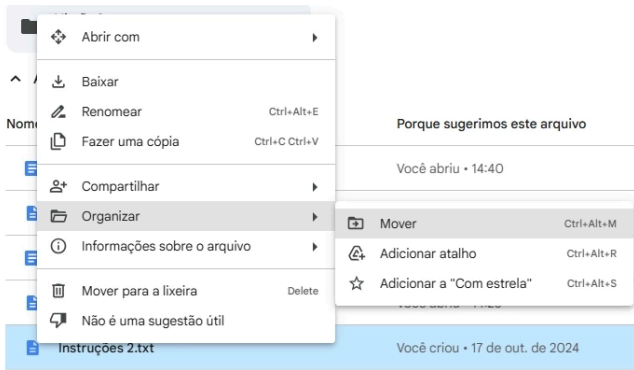 Abrir com
Baixar
Renomear Ctrl+Alt+E
Fazer uma cópia Ctrl+C Ctrl+V
Nome Porque sugerimos este arquivo
Você abriu • 14:40
Compartilhar
Organizar
Mover Ctrl+Alt+M
Informações sobre o arquivo
Adicionar atalho Ctrl+Alt+R
Adicionar a "Com estrela" Ctrl+Alt+S
Mover para a lixeira Delete
Não é uma sugestão útil
Instruções 2.txt Você criou • 17 de out. de 2024